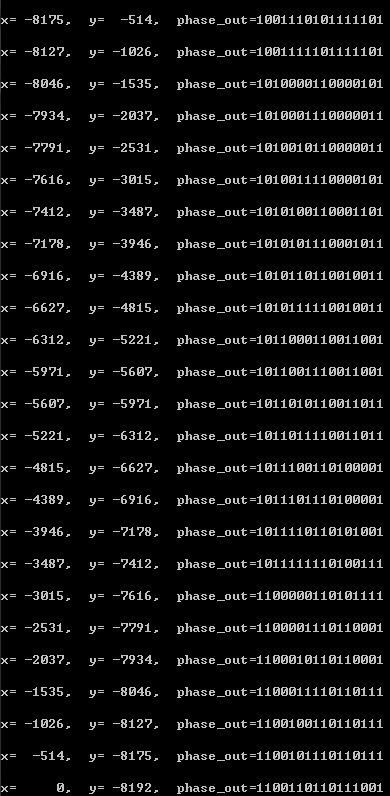 x= -8175,  y=  -514,  phase_out=1001110101111101
x= -8127,  y= -1026,  phase_out=1001111101111101
x= -8046,  y= -1535,  phase_out=1010000110000101
x= -7934,  y= -2037,  phase_out=1010001110000011
x= -7791,  y= -2531,  phase_out=1010010110000011
x= -7616,  y= -3015,  phase_out=1010011110000101
x= -7412,  y= -3487,  phase_out=1010100110001101
x= -7178,  y= -3946,  phase_out=1010101110001011
x= -6916,  y= -4389,  phase_out=1010110110010011
x= -6627,  y= -4815,  phase_out=1010111110010011
x= -6312,  y= -5221,  phase_out=1011000110011001
x= -5971,  y= -5607,  phase_out=1011001110011001
x= -5607,  y= -5971,  phase_out=1011010110011011
x= -5221,  y= -6312,  phase_out=1011011110011011
x= -4815,  y= -6627,  phase_out=1011100110100001
x= -4389,  y= -6916,  phase_out=1011101110100001
x= -3946,  y= -7178,  phase_out=1011110110101001
x= -3487,  y= -7412,  phase_out=1011111110100111
x= -3015,  y= -7616,  phase_out=1100000110101111
x= -2531,  y= -7791,  phase_out=1100001110110001
x= -2037,  y= -7934,  phase_out=1100010110110001
x= -1535,  y= -8046,  phase_out=1100011110110111
x= -1026,  y= -8127,  phase_out=1100100110110111
x=  -514,  y= -8175,  phase_out=1100101110110111
x=     0,  y= -8192,  phase_out=1100110110111001